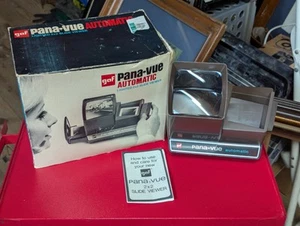 gaf PANA-VUE AUTOMATIC
gaf Pana-Vue
AUTOMATIC
gaf Pana-Vue automatic
How to use
and care for
your new
gaf
Pana-Vue
2x2
SLIDE VIEWER